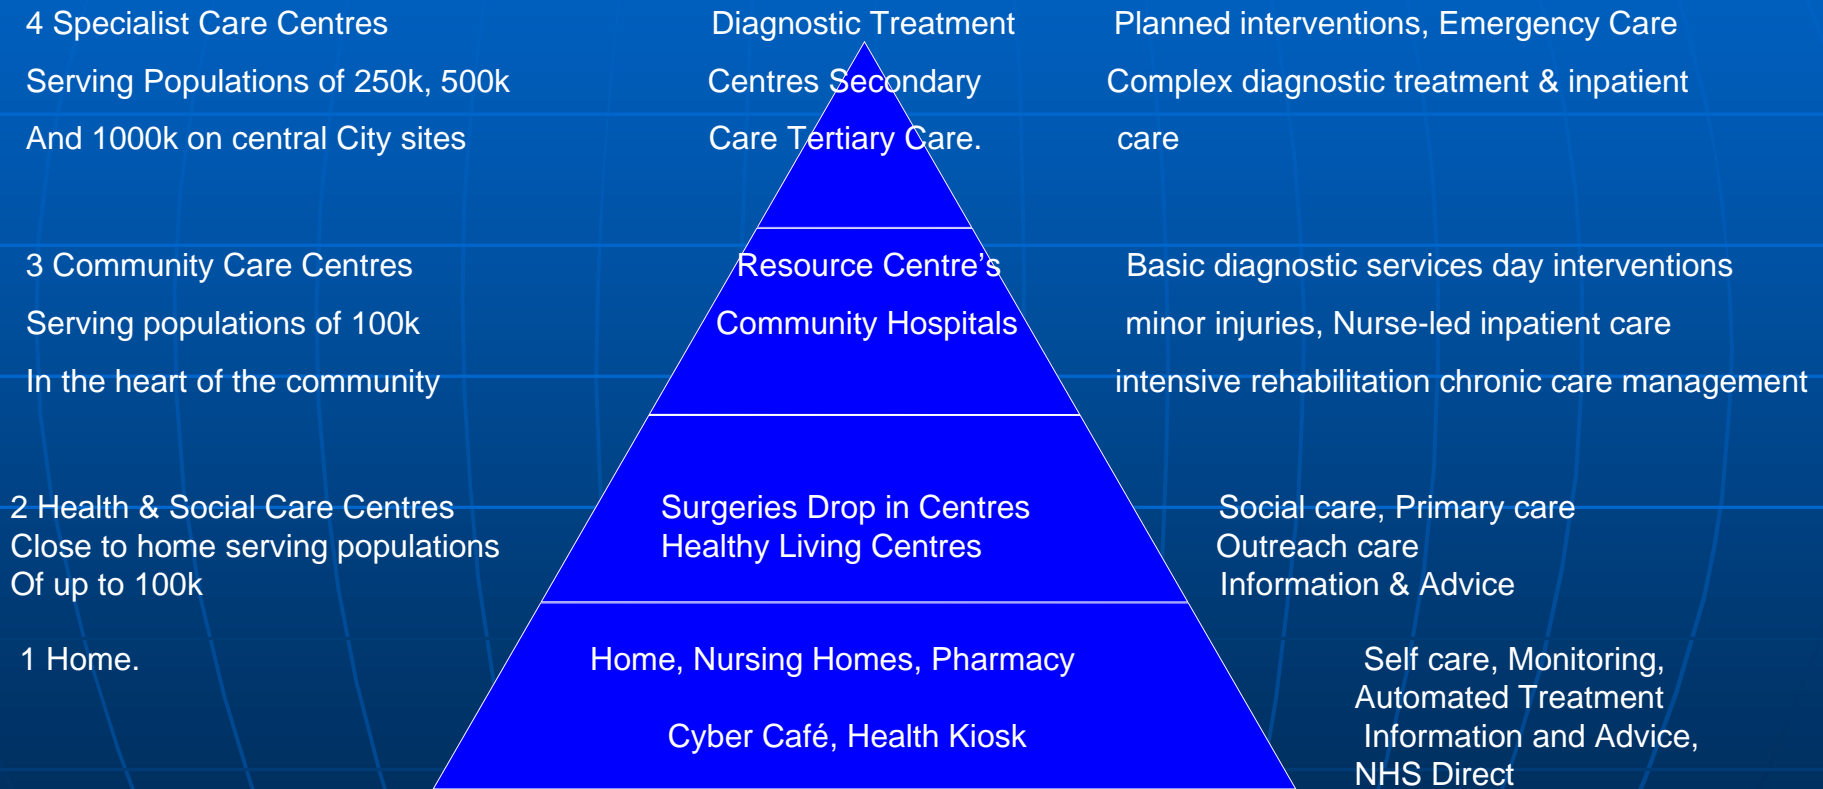 4 Specialist Care Centres
Serving Populations of 250k, 500k
And 1000k on central City sites
Diagnostic Treatment
Centres Secondary
Care Tertiary Care.
Planned interventions, Emergency Care
Complex diagnostic treatment & inpatient
care
3 Community Care Centres
Serving populations of 100k
In the heart of the community
Resource Centre’s
Community Hospitals
Basic diagnostic services day interventions
minor injuries, Nurse-led inpatient care
intensive rehabilitation chronic care management
2 Health & Social Care Centres
Close to home serving populations
Of up to 100k
Surgeries Drop in Centres
Healthy Living Centres
Social care, Primary care
Outreach care
Information & Advice
1 Home.
Home, Nursing Homes, Pharmacy
Cyber Café, Health Kiosk
Self care, Monitoring,
Automated Treatment
Information and Advice,
NHS Direct